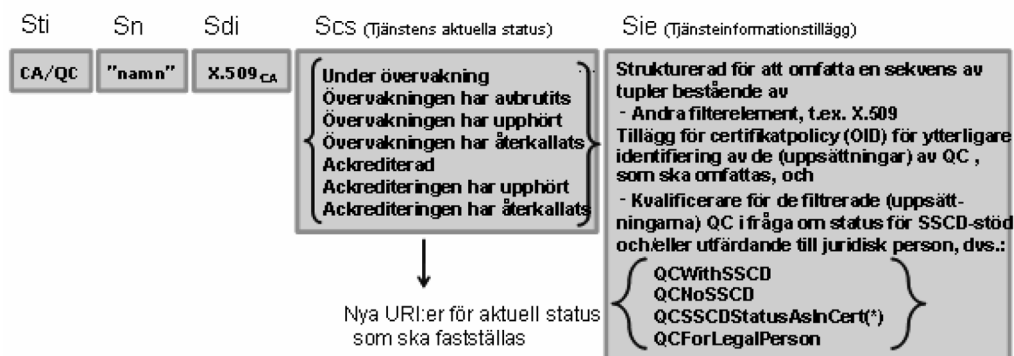 Sti Sn Sdi Scs (Tjänstens aktuella status) Sie (Tjänsteinformationstillägg)
CA/QC "namn" X.509 CA
Under övervakning
Övervakningen har avbrutits
Övervakningen har upphört
Övervakningen har återkallats
Ackrediterad
Ackrediteringen har upphört
Ackrediteringen har återkallats
Nya URI:er för aktuell status
som ska fastställas
Strukturerad för att omfatta en sekvens av
tupler bestående av
- Andra filterelement, t.ex. X.509
Tillägg för certifikatpolicy (OID) för ytterligare
identifiering av de (uppsättningar) av QC ,
som ska omfattas, och
- Kvalificerare för de filtrerade (uppsätt-
ningarna) QC i fråga om status för SSCD-stöd
och/eller utfärdande till juridisk person, dvs.:
QCWithSSCD
QCNoSSCD
QCSSCDStatusAsInCert(*)
QCForLegalPerson